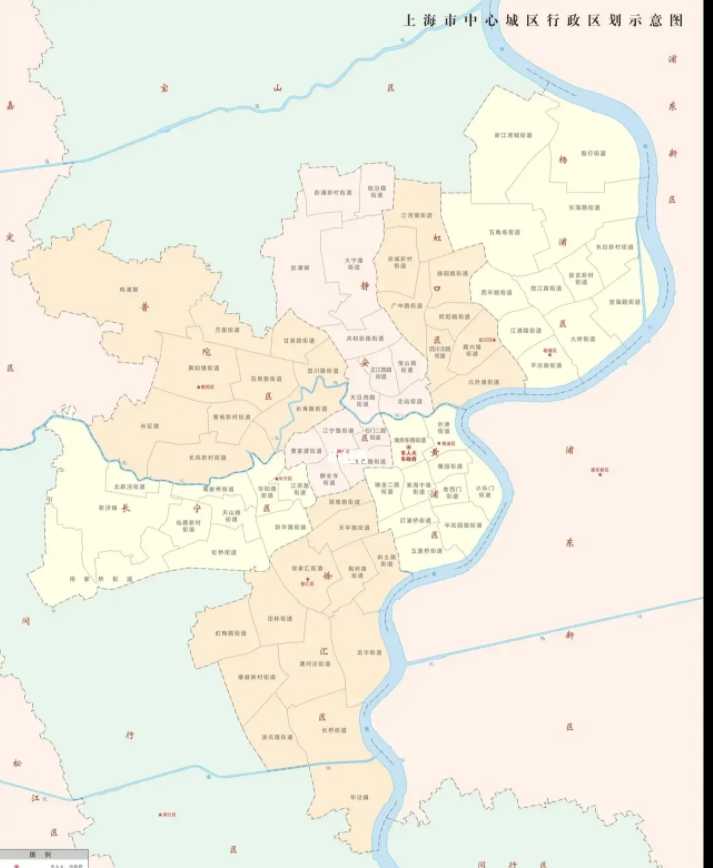 上海市中心城区行政区划示意图
宝山区
浦东新区
嘉定区
新江湾城街道
殷行街道
杨浦区
长海路街道
五角场街道
长白新村街道
延吉新村街道
控江路街道
四平路街道
定海路街道
江浦路街道
大桥街道
平凉路街道
彭浦新村街道
临汾路街道
彭浦镇
大宁路街道
静安区
共和新路街道
芷江西路街道
宝山路街道
天目西路街道
北站街道
江宁路街道
石门二路街道
曹家渡街道
静安寺街道
江湾镇街道
虹口区
凉城新村街道
曲阳路街道
广中路街道
欧阳路街道
四川北路街道
嘉兴路街道
北外滩街道
桃浦镇
普陀区
万里街道
甘泉路街道
真如镇街道
石泉路街道
宜川路街道
长寿路街道
曹杨新村街道
长征镇
长风新村街道
外滩街道
南京东路街道
黄浦区
豫园街道
瑞金二路街道
淮海中路街道
老西门街道
小东门街道
打浦桥街道
半淞园路街道
五里桥街道
北新泾街道
周家桥街道
华阳路街道
江苏路街道
新泾镇
长宁区
天山路街道
仙霞新村街道
新华路街道
虹桥街道
程家桥街道
湖南路街道
天平路街道
斜土路街道
徐家汇街道
枫林路街道
徐汇区
田林街道
虹梅路街道
龙华街道
漕河泾街道
康健新村街道
凌云路街道
长桥街道
华泾镇
闵行区
松江区
浦东新区
闵行区
图例